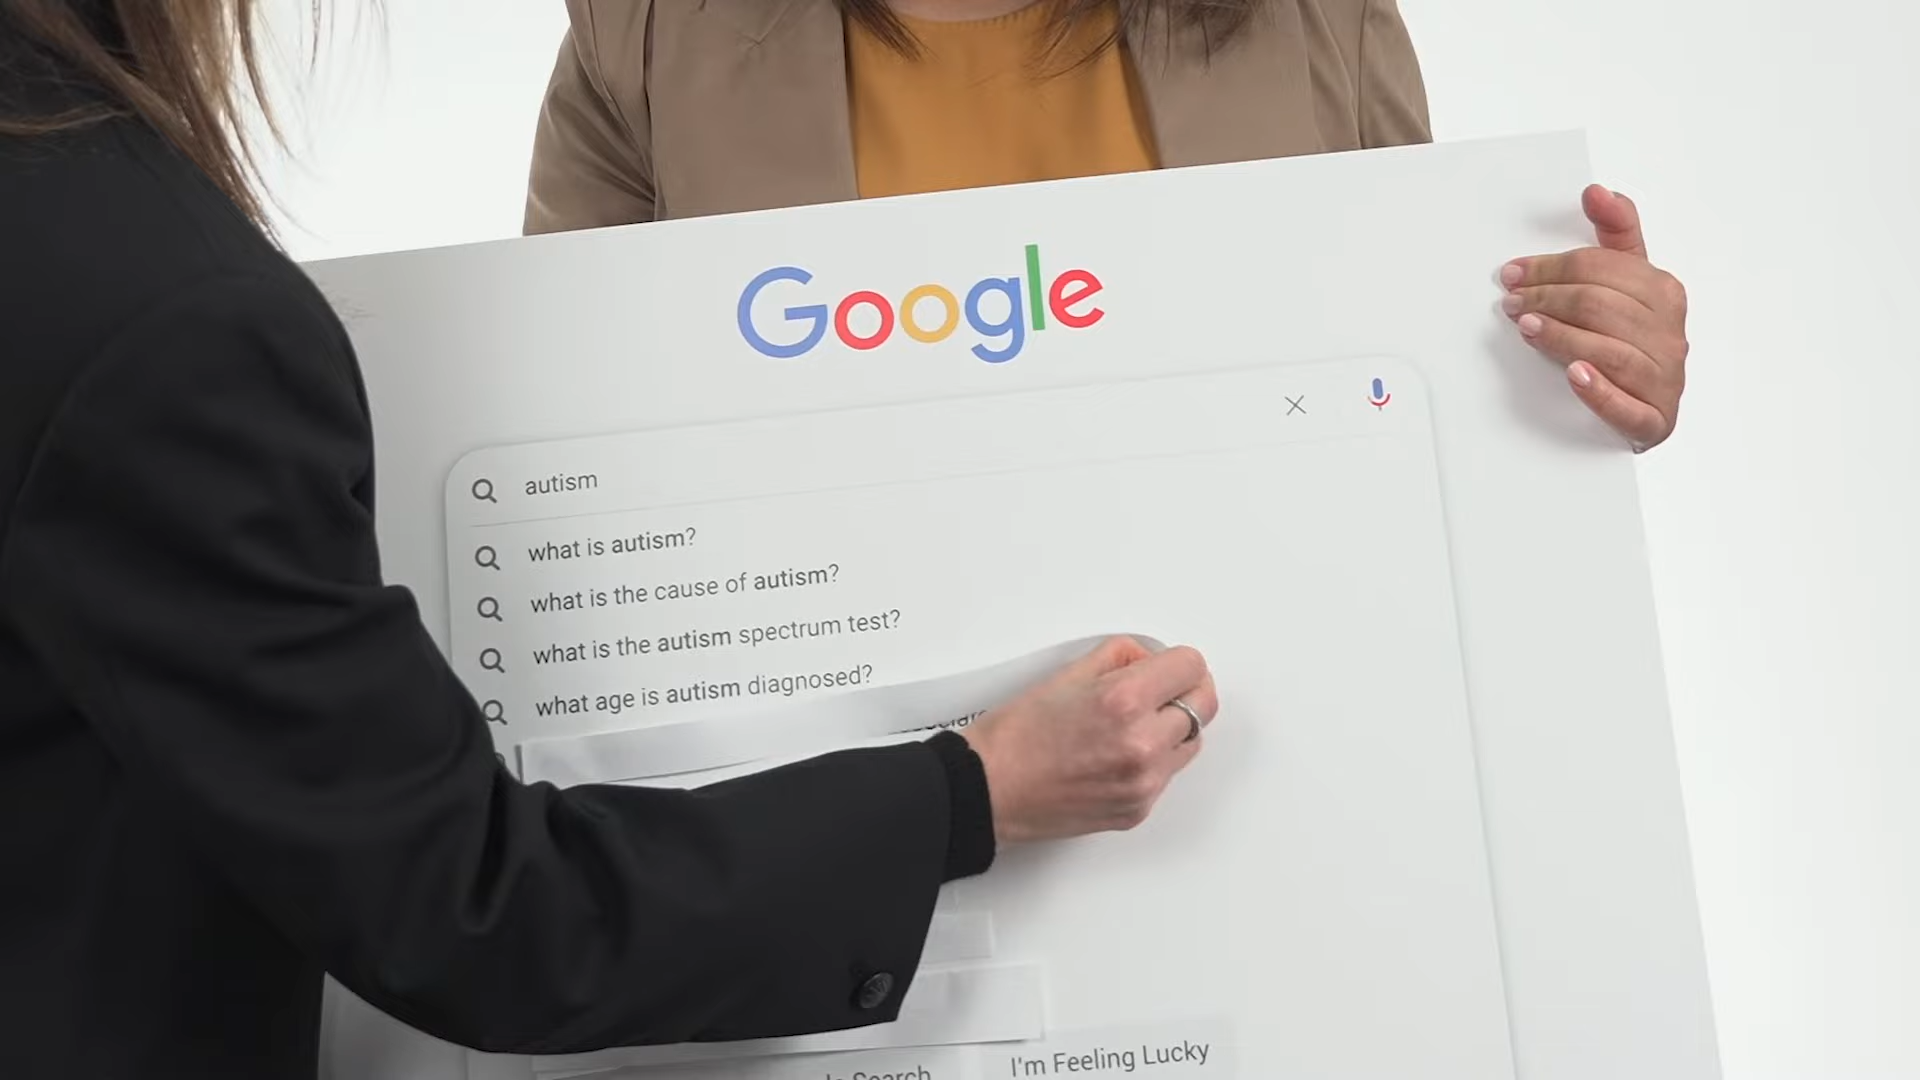 Google
autism
what is autism?
what is the cause of autism?
what is the autism spectrum test?
what age is autism diagnosed?
Search
I'm Feeling Lucky